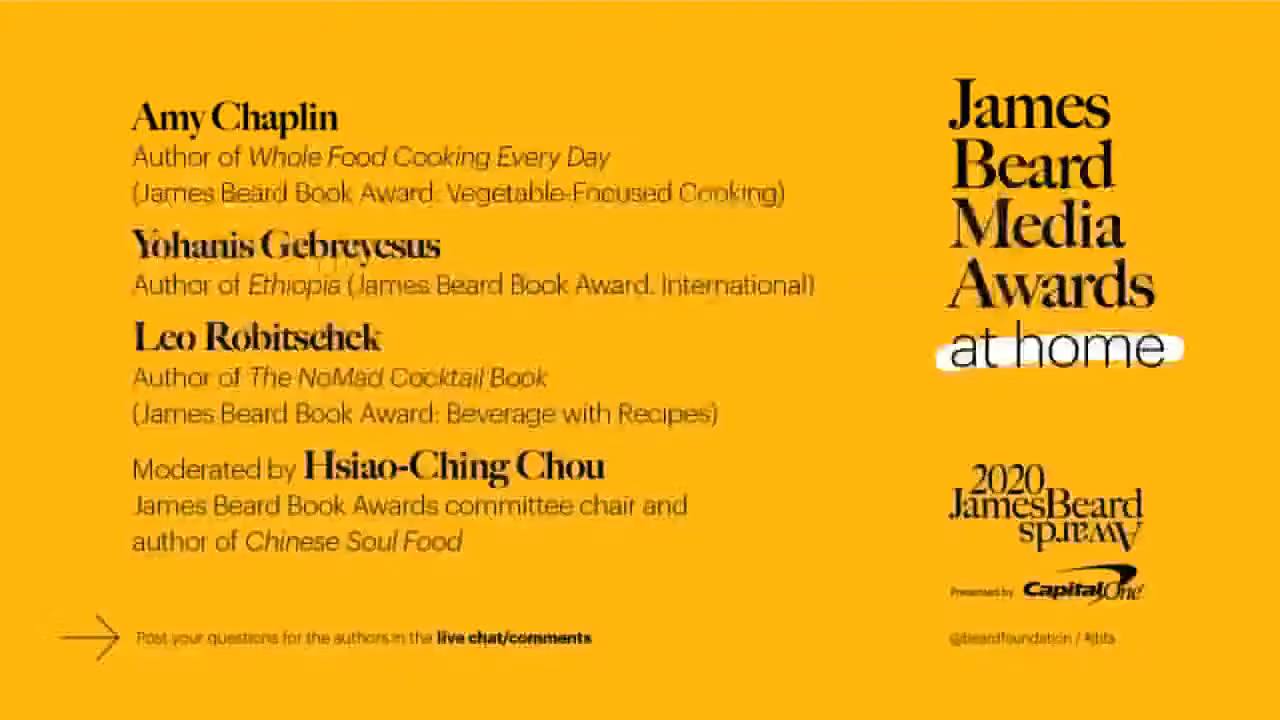 Amy Chaplin
Author of Whole Food Cooking Every Day
(James Beard Book Award: Vegetable-Focused Cooking)
Yohanis Gebreyesus
Author of Ethiopia (James Beard Book Award: International)
Leo Robitschek
Author of The NoMad Cocktail Book
(James Beard Book Award: Beverage with Recipes)
Moderated by Hsiao-Ching Chou
James Beard Book Awards committee chair and
author of Chinese Soul Food
Post your questions for the authors in the live chat/comments
James
Beard
Media
Awards
at home
2020
James Beard
Awards
Presented by Capital One
@beardfoundation / #jbfa